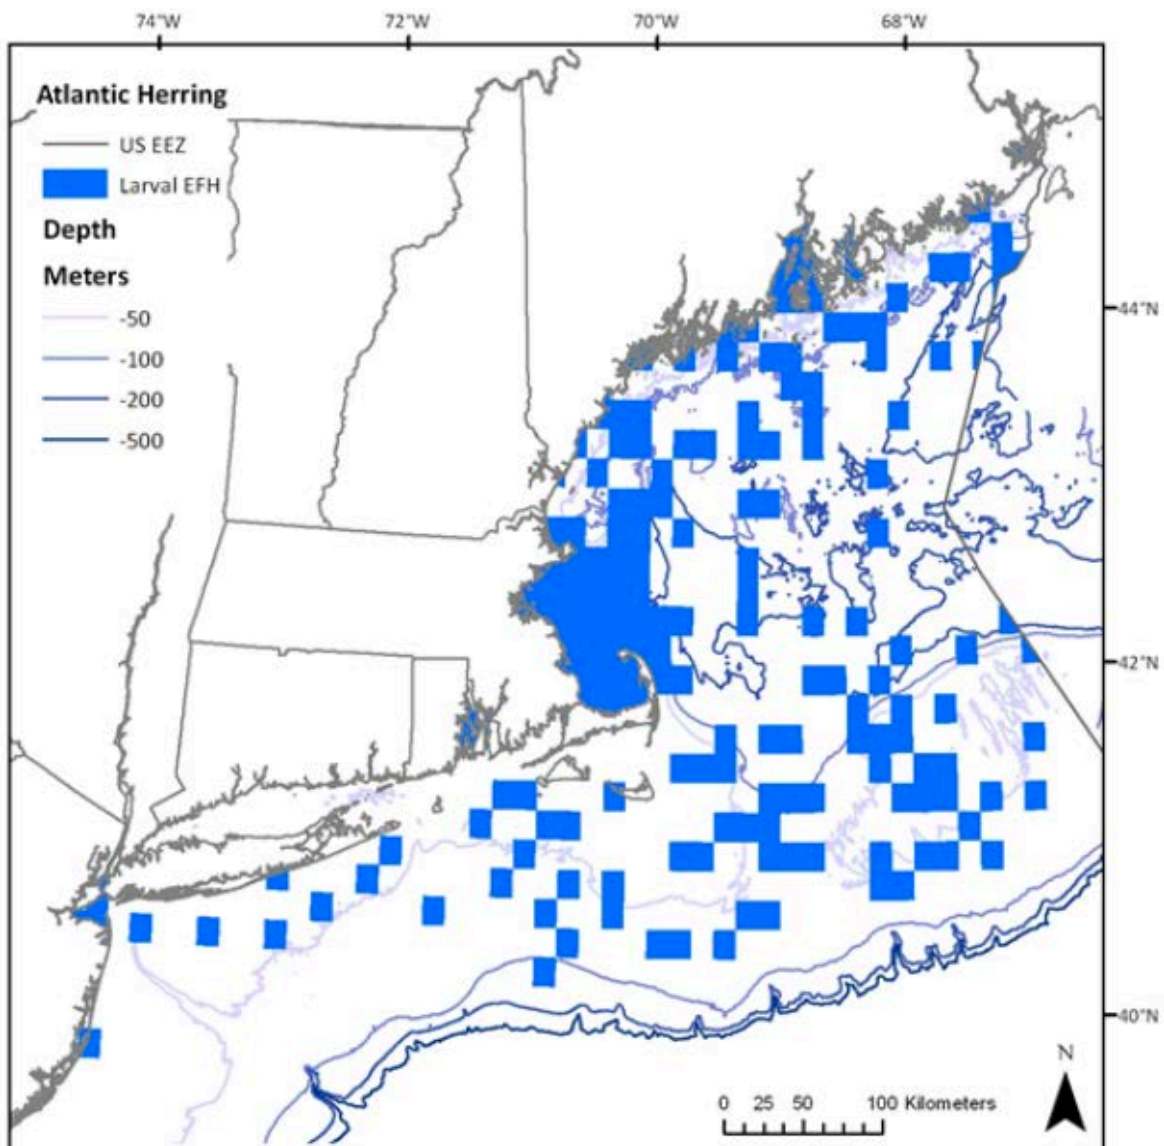 74°W 72°W 70°W 68°W
Atlantic Herring
US EEZ
Larval EFH
Depth
Meters
-50
-100
-200
-500
44°N
42°N
40°N
N
0 25 50 100 Kilometers